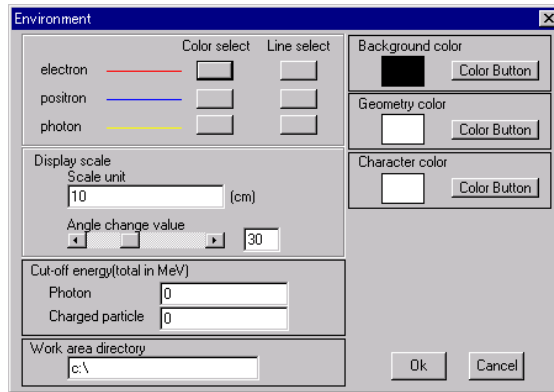 Environment
Color select Line select
electron
positron
photon
Display scale
Scale unit
10 (cm)
Angle change value
30
Cut-off energy(total in MeV)
Photon 0
Charged particle 0
Work area directory
c:\
Background color
Color Button
Geometry color
Color Button
Character color
Color Button
Ok Cancel